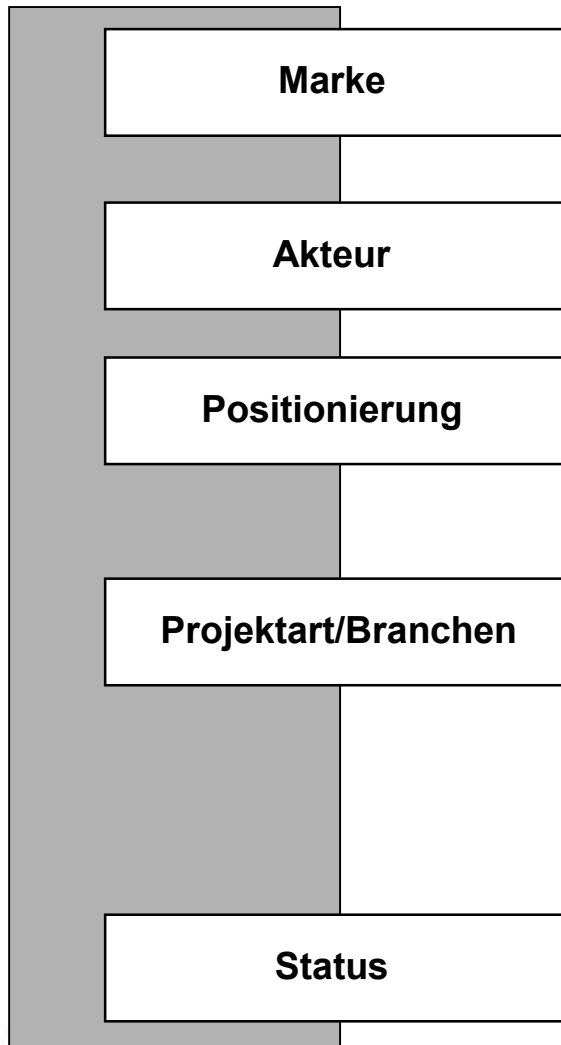 Marke
Akteur
Positionierung
Projektart/Branchen
Status